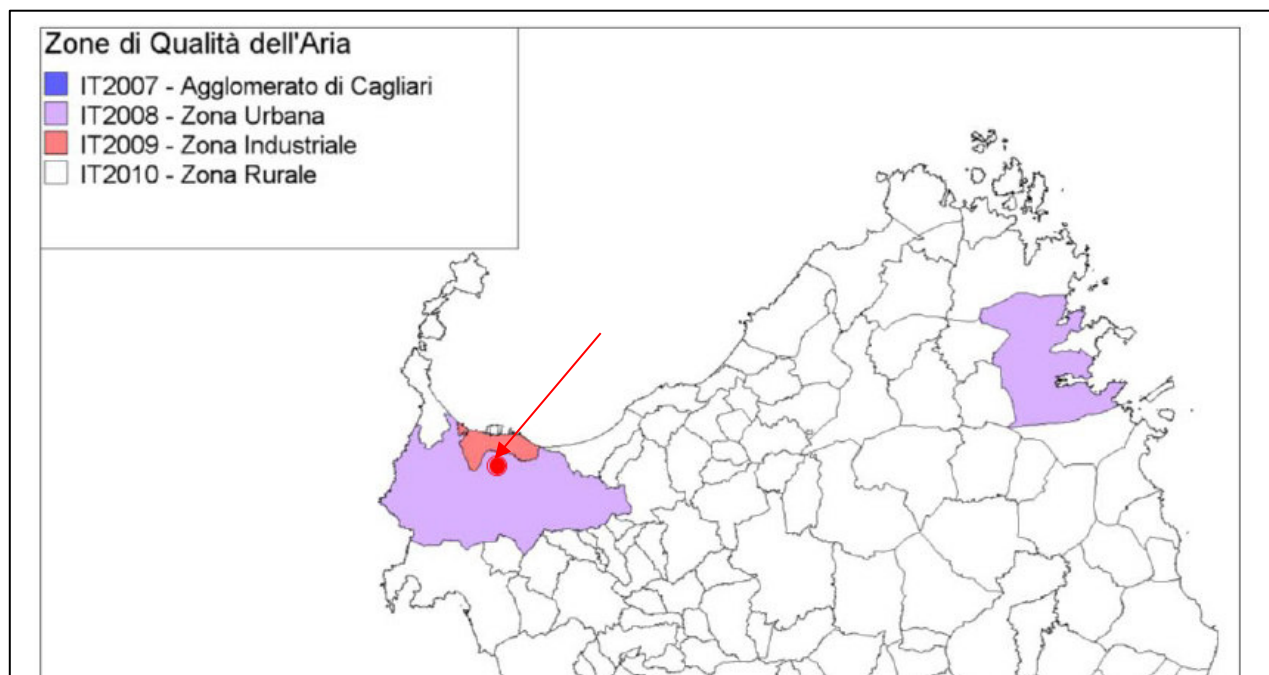 Zone di Qualità dell'Aria
IT2007 - Agglomerato di Cagliari
IT2008 - Zona Urbana
IT2009 - Zona Industriale
IT2010 - Zona Rurale